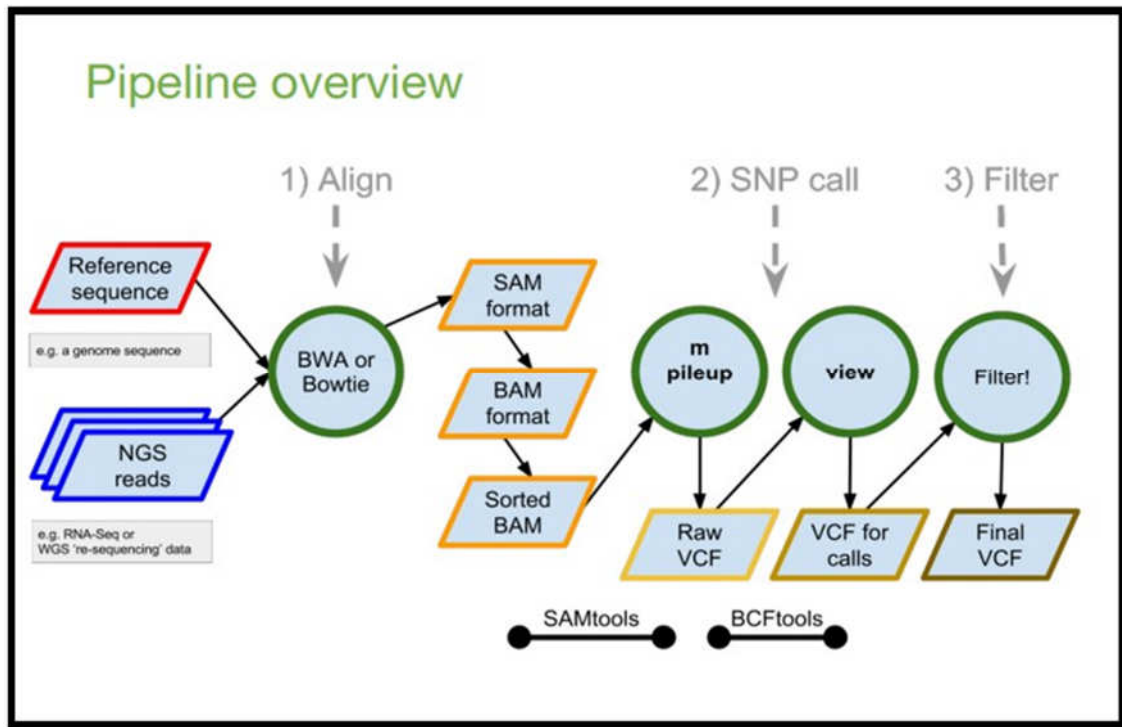 Pipeline overview
1) Align
2) SNP call
3) Filter
Reference
sequence
e.g. a genome sequence
NGS
reads
e.g. RNA-Seq or
WGS 're-sequencing' data
BWA or
Bowtie
SAM
format
BAM
format
Sorted
BAM
m
pileup
view
Filter!
Raw
VCF
VCF for
calls
Final
VCF
SAMtools
BCFtools